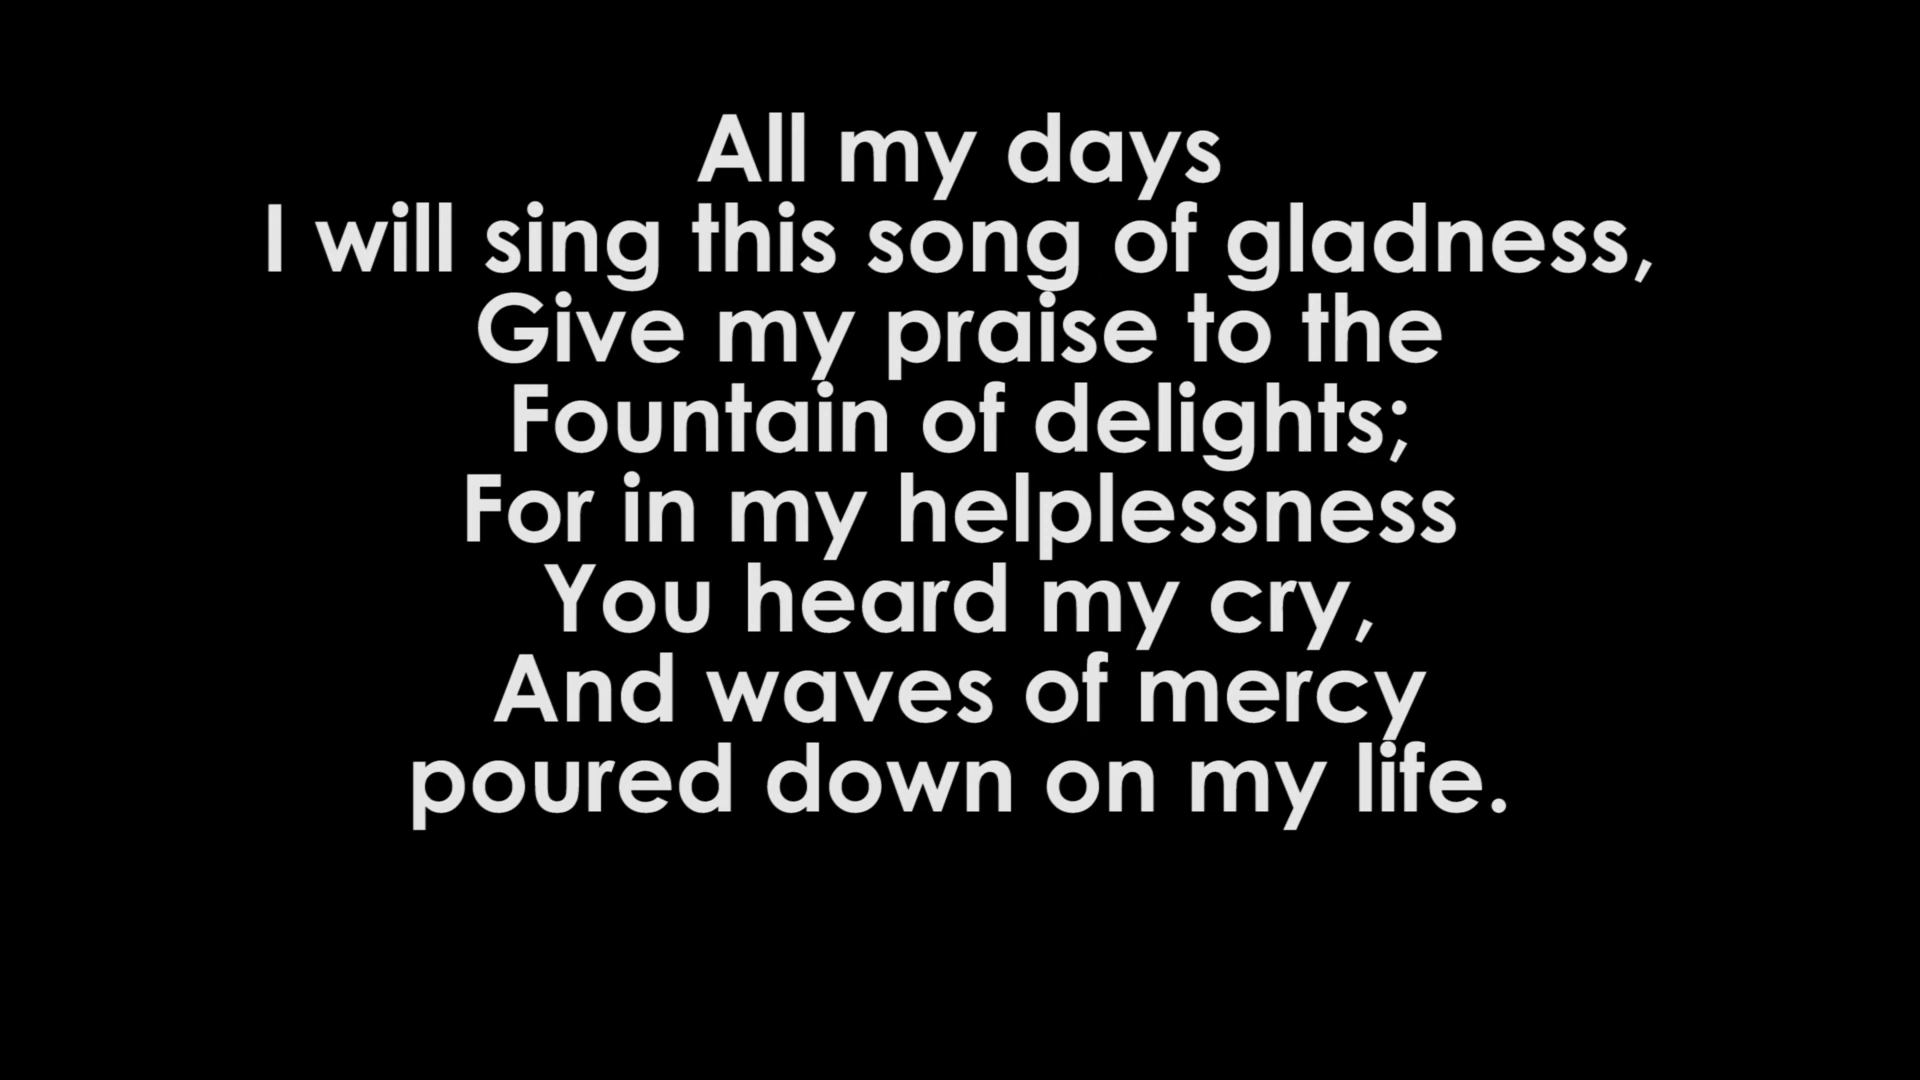 All my days
I will sing this song of gladness,
Give my praise to the
Fountain of delights;
For in my helplessness
You heard my cry,
And waves of mercy
poured down on my life.